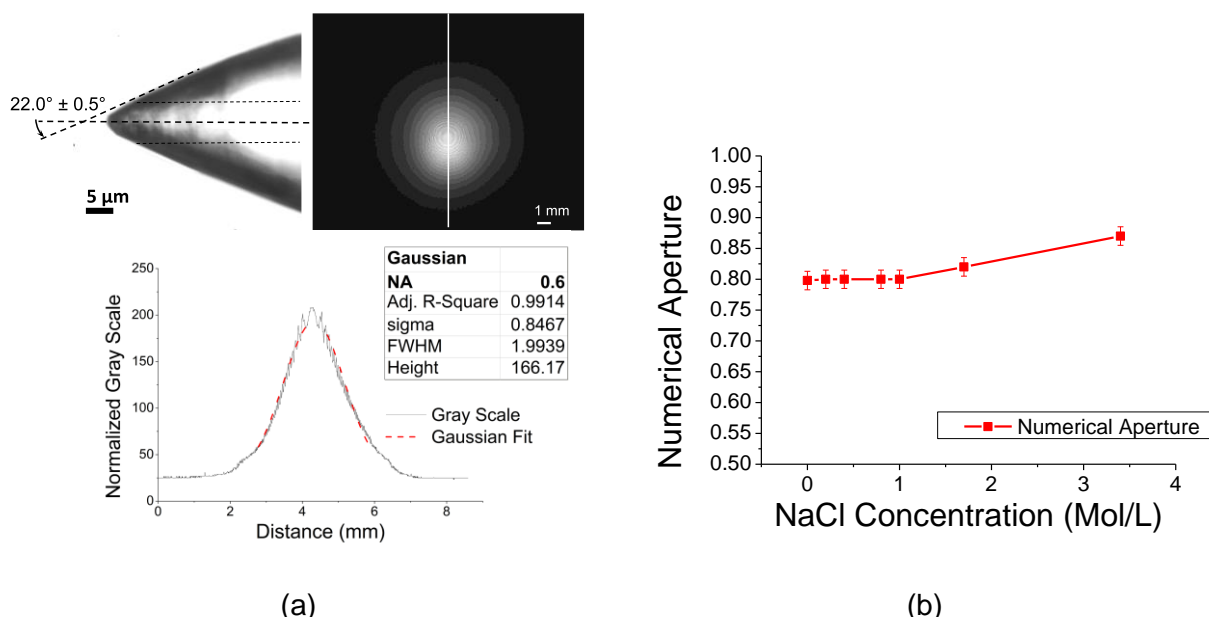 22.0° ± 0.5°
5 µm
1 mm
Gaussian
NA 0.6
Adj. R-Square 0.9914
sigma 0.8467
FWHM 1.9939
Height 166.17
250
200
150
100
50
0
Normalized Gray Scale
0 2 4 6 8
Distance (mm)
Gray Scale
Gaussian Fit
(a)
1.00
0.95
0.90
0.85
0.80
0.75
0.70
0.65
0.60
0.55
0.50
Numerical Aperture
Numerical Aperture
0 1 2 3 4
NaCl Concentration (Mol/L)
(b)